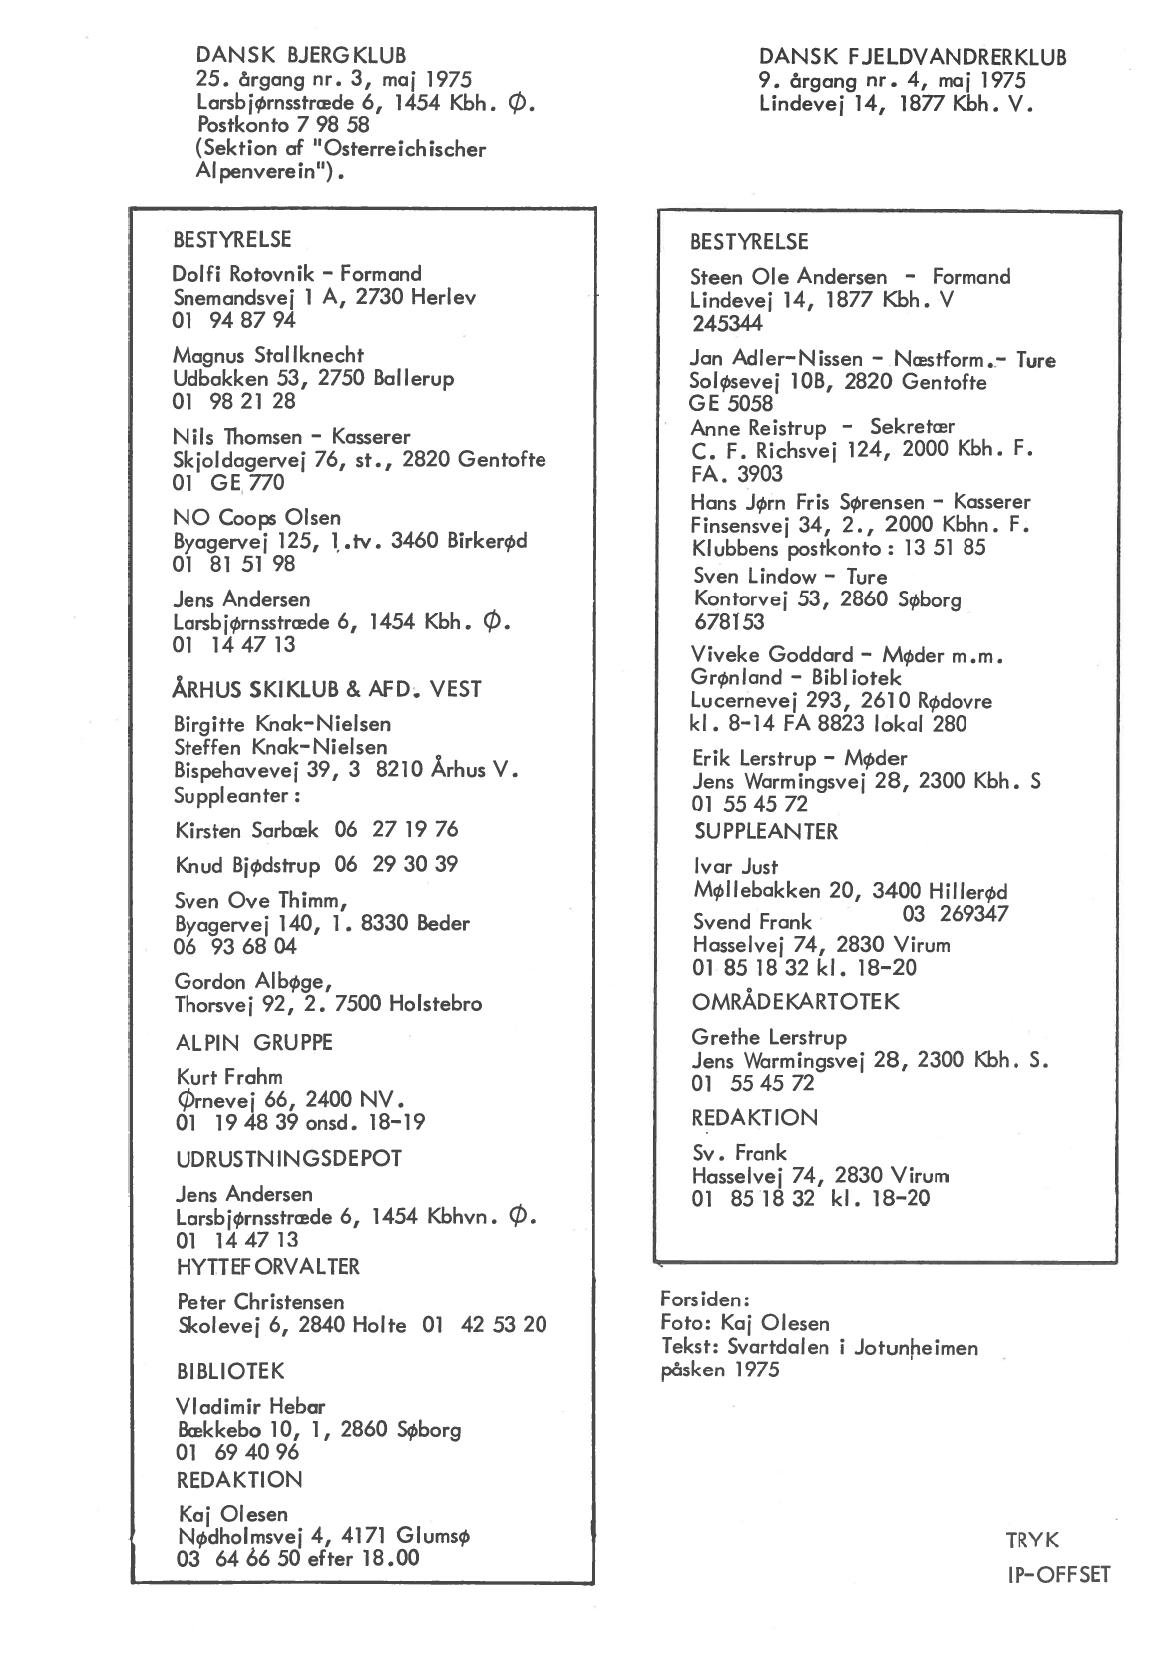 DANSK BJERGKLUB
25. årgang nr. 3, maj 1975
Larsbjørnsstræde 6, 1454 Kbh. Ø.
Postkonto 7 98 58
(Sektion af "Osterreichischer
Alpenverein").
BESTYRELSE
Dolfi Rotovnik - Formand
Snemandsvej 1 A, 2730 Herlev
01 94 87 94
Magnus Stallknecht
Udbakken 53, 2750 Ballerup
01 98 21 28
Nils Thomsen - Kasserer
Skjoldagervej 76, st., 2820 Gentofte
01 GE 770
NO Coops Olsen
Byagervej 125, 1.tv. 3460 Birkerød
01 81 51 98
Jens Andersen
Larsbjørnsstræde 6, 1454 Kbh. Ø.
01 14 47 13
ÅRHUS SKIKLUB & AFD. VEST
Birgitte Knak-Nielsen
Steffen Knak-Nielsen
Bispehavevej 39, 3 8210 Århus V.
Suppleanter:
Kirsten Sarbæk 06 27 19 76
Knud Bjødstrup 06 29 30 39
Sven Ove Thimm,
Byagervej 140, 1. 8330 Beder
06 93 68 04
Gordon Albøge,
Thorsvej 92, 2. 7500 Holstebro
ALPIN GRUPPE
Kurt Frahm
Ørnevej 66, 2400 NV.
01 19 48 39 onsd. 18-19
UDRUSTNINGSDEPOT
Jens Andersen
Larsbjørnsstræde 6, 1454 Kbhvn. Ø.
01 14 47 13
HYTTEFORVALTER
Peter Christensen
Skolevej 6, 2840 Holte 01 42 53 20
BIBLIOTEK
Vladimir Hebar
Bækkebo 10, 1, 2860 Søborg
01 69 40 96
REDAKTION
Kaj Olesen
Nødholmsvej 4, 4171 Glumsø
03 64 66 50 efter 18.00
DANSK FJELDVANDRERKLUB
9. årgang nr. 4, maj 1975
Lindevej 14, 1877 Kbh. V.
BESTYRELSE
Steen Ole Andersen - Formand
Lindevej 14, 1877 Kbh. V
245344
Jan Adler-Nissen - Næstform.- Ture
Soløsevej 10B, 2820 Gentofte
GE 5058
Anne Reistrup - Sekretær
C. F. Richsvej 124, 2000 Kbh. F.
FA. 3903
Hans Jørn Fris Sørensen - Kasserer
Finsensvej 34, 2., 2000 Kbhn. F.
Klubbens postkonto: 13 51 85
Sven Lindow - Ture
Kontorvej 53, 2860 Søborg
678153
Viveke Goddard - Møder m.m.
Grønland - Bibliotek
Lucernevej 293, 2610 Rødovre
kl. 8-14 FA 8823 lokal 280
Erik Lerstrup - Møder
Jens Warmingsvej 28, 2300 Kbh. S
01 55 45 72
SUPPLEANTER
Ivar Just
Møllebakken 20, 3400 Hillerød
03 269347
Svend Frank
Hasselvej 74, 2830 Virum
01 85 18 32 kl. 18-20
OMRÅDEKARTOTEK
Grethe Lerstrup
Jens Warmingsvej 28, 2300 Kbh. S.
01 55 45 72
REDAKTION
Sv. Frank
Hasselvej 74, 2830 Virum
01 85 18 32 kl. 18-20
Forsiden:
Foto: Kaj Olesen
Tekst: Svartdalen i Jotunheimen
påsken 1975
TRYK
IP-OFFSET